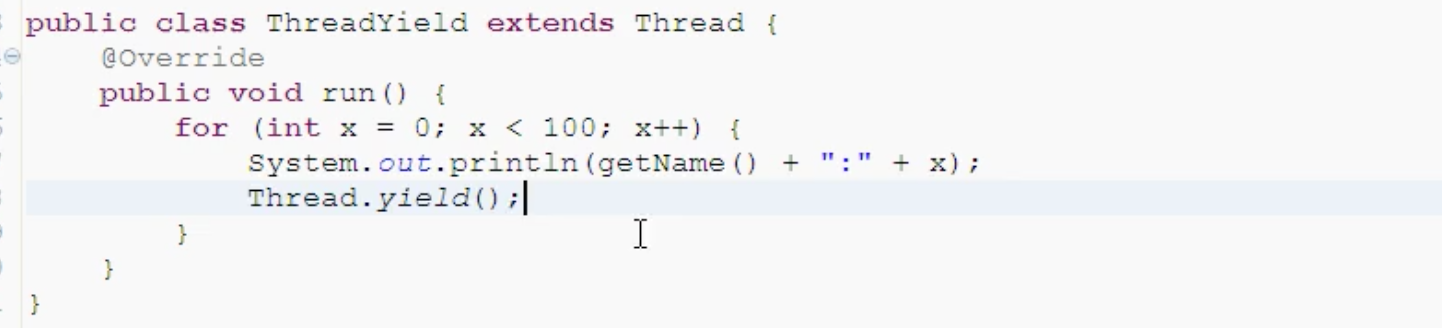 public class ThreadYield extends Thread {
@Override
public void run() {
for (int x = 0; x < 100; x++) {
System.out.println(getName() + ":" + x);
Thread.yield();
}
}
}